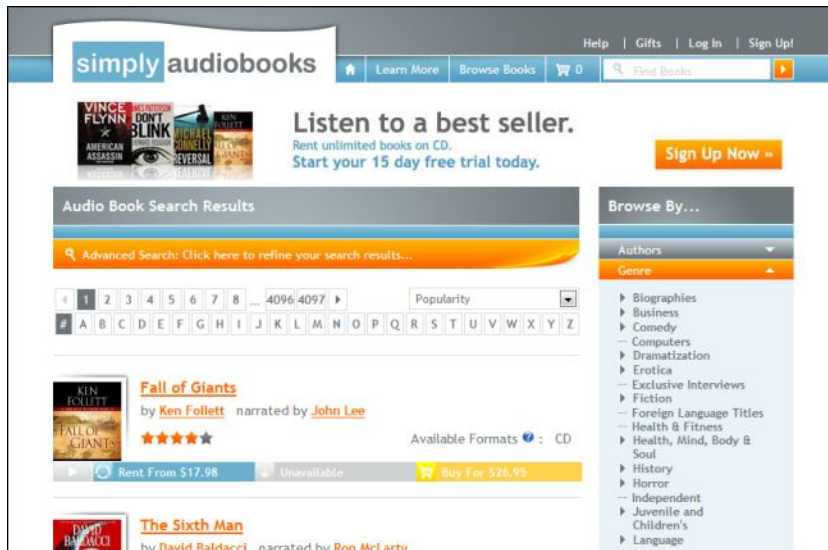 Help | Gifts | Log In | Sign Up!
simply audiobooks
Learn More Browse Books 0 Find Books
VINCE FLYNN AMERICAN ASSASSIN
DON'T BLINK
MICHAEL CONNELLY REVERSAL
KEN FOLLETT
Listen to a best seller.
Rent unlimited books on CD.
Start your 15 day free trial today.
Sign Up Now »
Audio Book Search Results
Advanced Search: Click here to refine your search results...
1 2 3 4 5 6 7 8 ... 4096 4097
Popularity
# A B C D E F G H I J K L M N O P Q R S T U V W X Y Z
KEN FOLLETT
FALL OF GIANTS
Fall of Giants
by Ken Follett narrated by John Lee
Available Formats ? : CD
Rent From $17.98 Unavailable Buy For $26.95
DAVID BALDACCI
The Sixth Man
by David Baldacci narrated by Ron McLarty
Browse By...
Authors
Genre
Biographies
Business
Comedy
Computers
Dramatization
Erotica
Exclusive Interviews
Fiction
Foreign Language Titles
Health & Fitness
Health, Mind, Body &
Soul
History
Horror
Independent
Juvenile and
Children's
Language